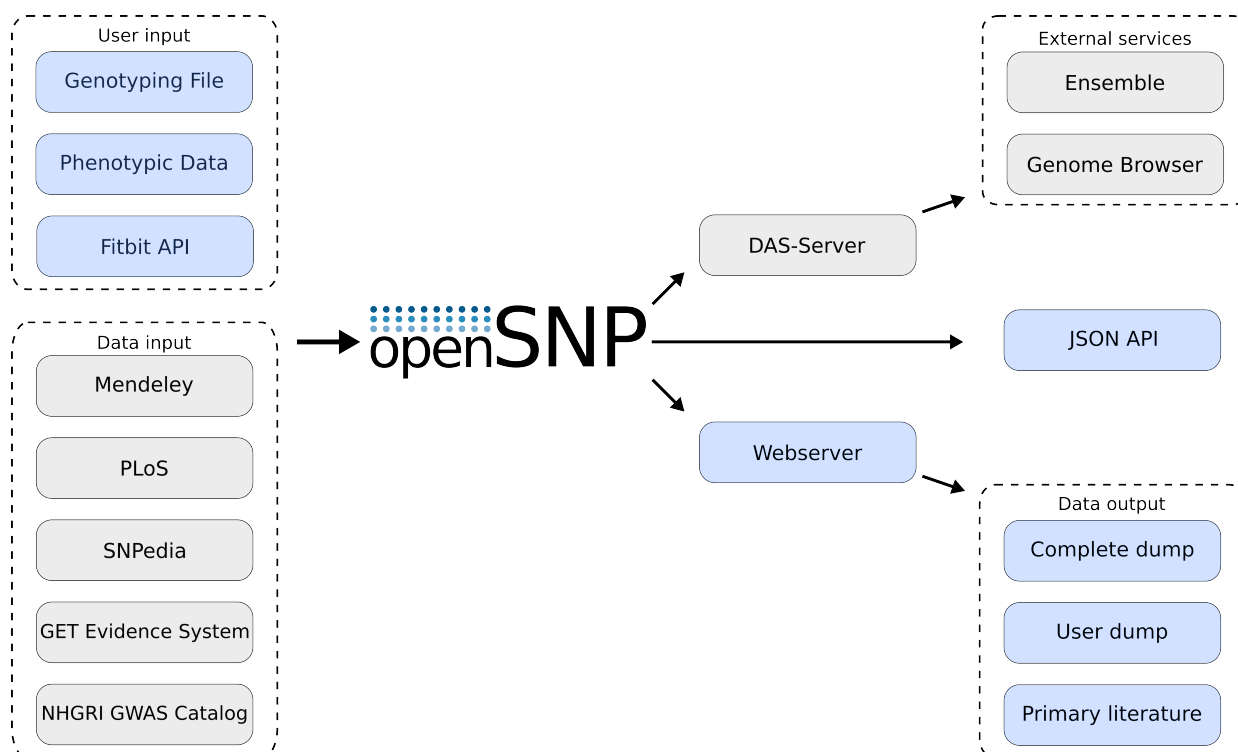 User input
Genotyping File
Phenotypic Data
Fitbit API
Data input
Mendeley
PLoS
SNPedia
GET Evidence System
NHGRI GWAS Catalog
openSNP
DAS-Server
Webserver
External services
Ensemble
Genome Browser
JSON API
Data output
Complete dump
User dump
Primary literature